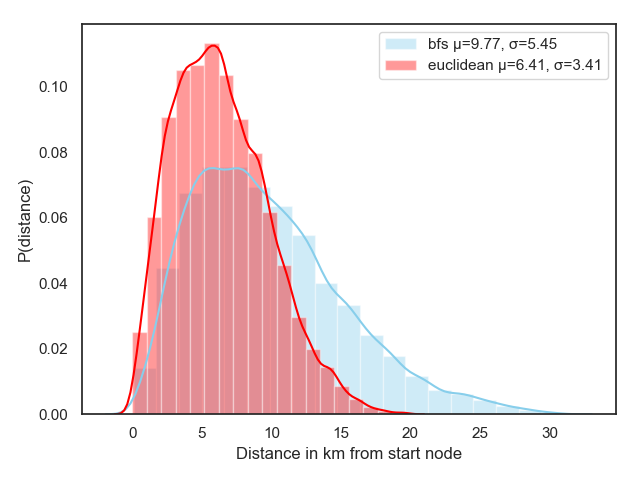 bfs μ=9.77, σ=5.45
euclidean μ=6.41, σ=3.41
P(distance)
0.10
0.08
0.06
0.04
0.02
0.00
0 5 10 15 20 25 30
Distance in km from start node